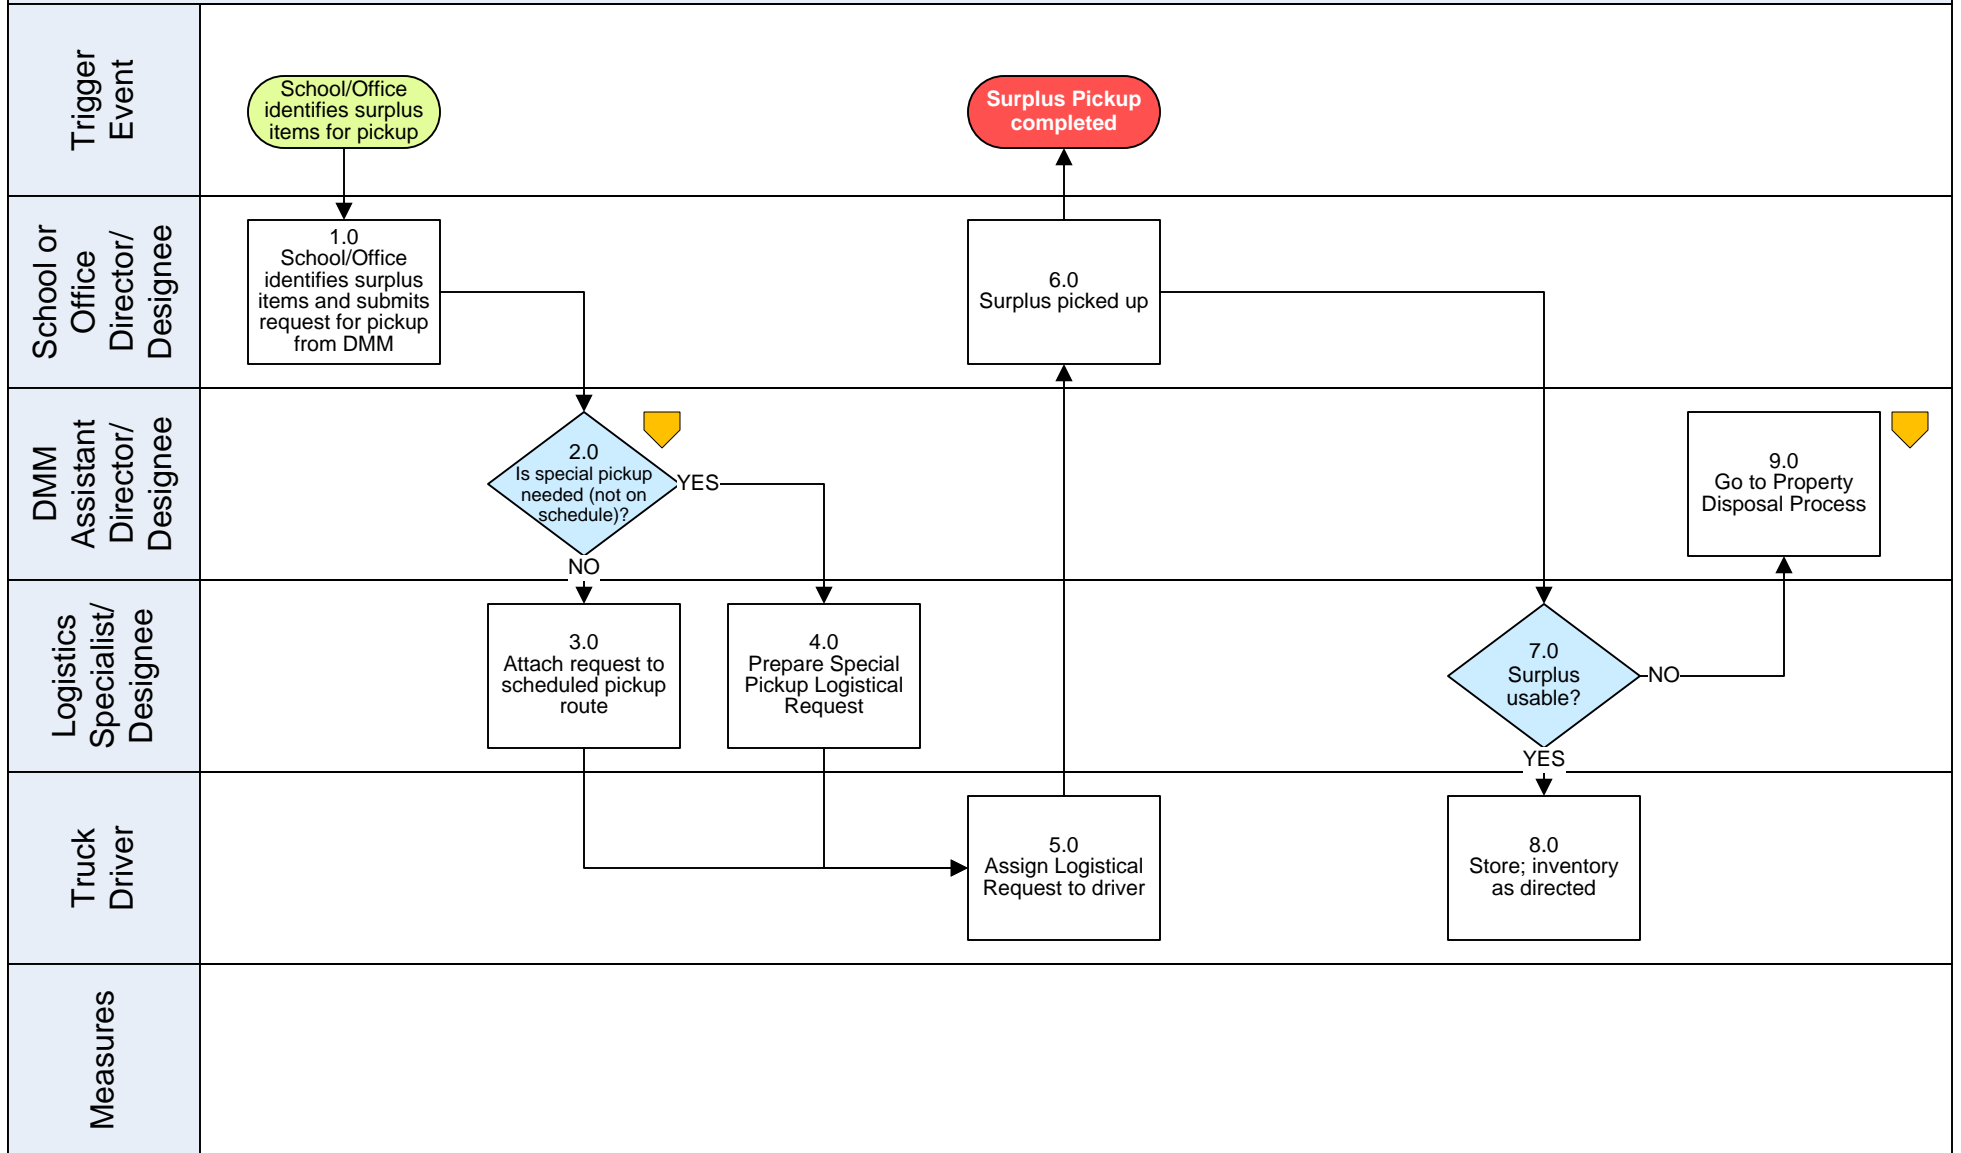 Trigger
Event
School/Office
identifies surplus
items for pickup
Surplus Pickup
completed
School or
Office
Director/
Designee
1.0
School/Office
identifies surplus
items and submits
request for pickup
from DMM
6.0
Surplus picked up
DMM
Assistant
Director/
Designee
2.0
Is special pickup
needed (not on
schedule)?
YES
NO
9.0
Go to Property
Disposal Process
Logistics
Specialist/
Designee
3.0
Attach request to
scheduled pickup
route
4.0
Prepare Special
Pickup Logistical
Request
7.0
Surplus
usable?
NO
YES
Truck
Driver
5.0
Assign Logistical
Request to driver
8.0
Store; inventory
as directed
Measures